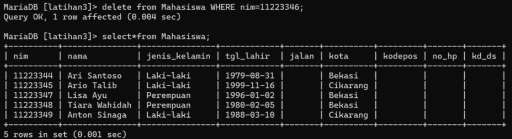 MariaDB [latihan3]> delete from Mahasiswa WHERE nim=11223346;
Query OK, 1 row affected (0.004 sec)
MariaDB [latihan3]> select*from Mahasiswa;
+----------+---------------+---------------+------------+-------+----------+---------+-------+-------+
| nim | nama | jenis_kelamin | tgl_lahir | jalan | kota | kodepos | no_hp | kd_ds |
+----------+---------------+---------------+------------+-------+----------+---------+-------+-------+
| 11223344 | Ari Santoso | Laki-laki | 1979-08-31 | | Bekasi | | | |
| 11223345 | Ario Talib | Laki-laki | 1999-11-16 | | Cikarang | | | |
| 11223347 | Lisa Ayu | Perempuan | 1996-01-02 | | Bekasi | | | |
| 11223348 | Tiara Wahidah | Perempuan | 1980-02-05 | | Bekasi | | | |
| 11223349 | Anton Sinaga | Laki-laki | 1988-03-10 | | Cikarang | | | |
+----------+---------------+---------------+------------+-------+----------+---------+-------+-------+
5 rows in set (0.001 sec)